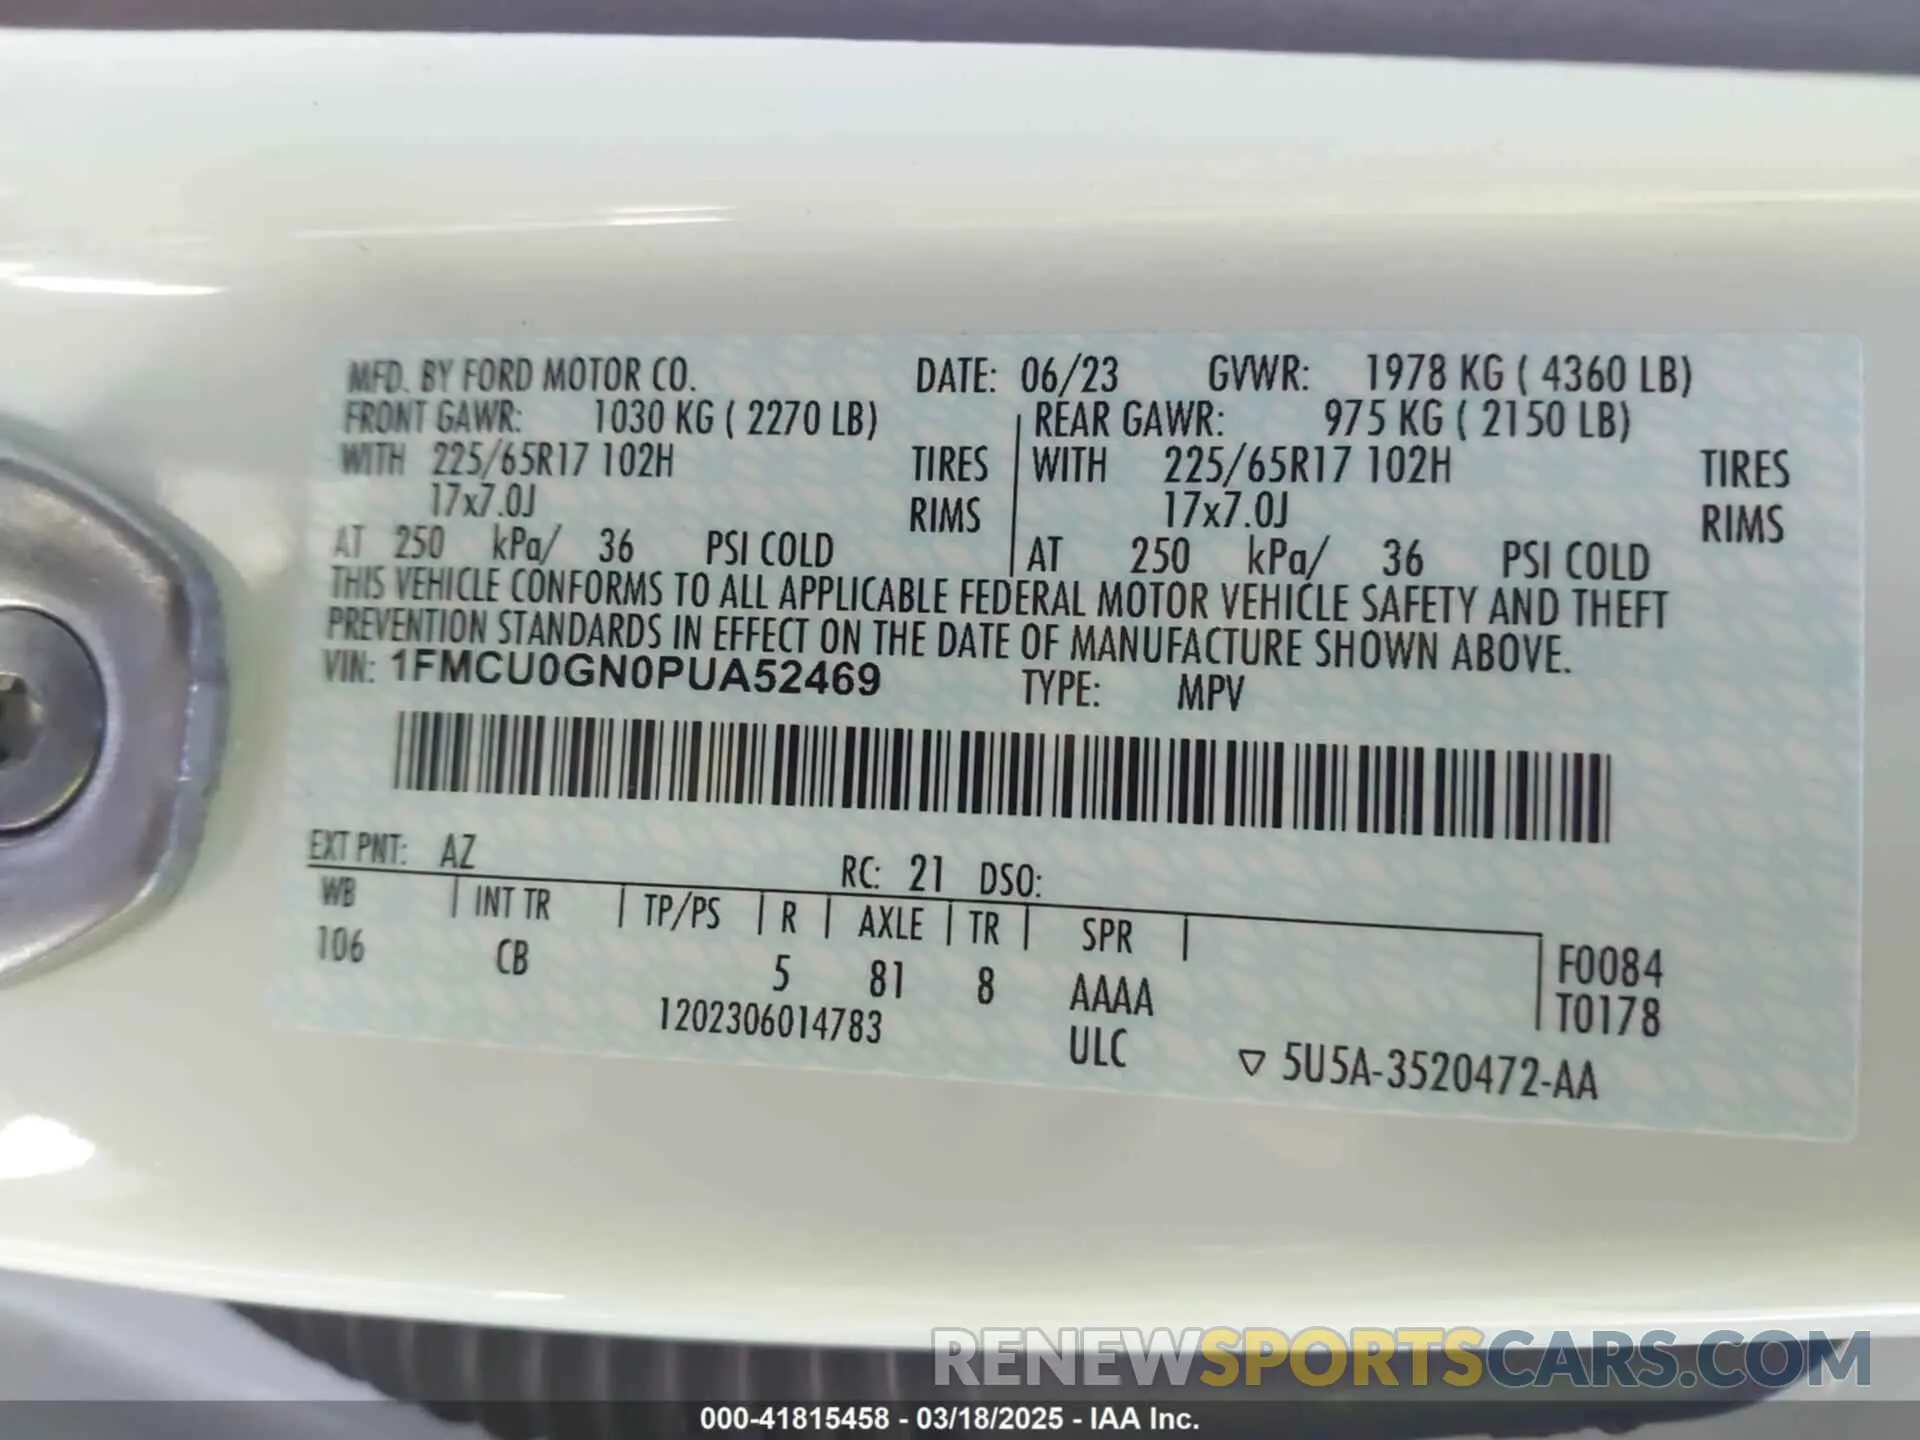 MFD. BY FORD MOTOR CO. DATE: 06/23 GVWR: 1978 KG ( 4360 LB)
FRONT GAWR: 1030 KG ( 2270 LB) REAR GAWR: 975 KG ( 2150 LB)
WITH 225/65R17 102H TIRES WITH 225/65R17 102H TIRES
17x7.0J RIMS 17x7.0J RIMS
AT 250 kPa/ 36 PSI COLD AT 250 kPa/ 36 PSI COLD
THIS VEHICLE CONFORMS TO ALL APPLICABLE FEDERAL MOTOR VEHICLE SAFETY AND THEFT
PREVENTION STANDARDS IN EFFECT ON THE DATE OF MANUFACTURE SHOWN ABOVE.
VIN: 1FMCU0GN0PUA52469 TYPE: MPV
EXT PNT: AZ RC: 21 DSO:
WB INT TR TP/PS R AXLE TR SPR
106 CB 5 81 8 AAAA F0084
1202306014783 ULC T0178
▽ 5U5A-3520472-AA
RENEWSPORTSCARS.COM
000-41815458 - 03/18/2025 - IAA Inc.